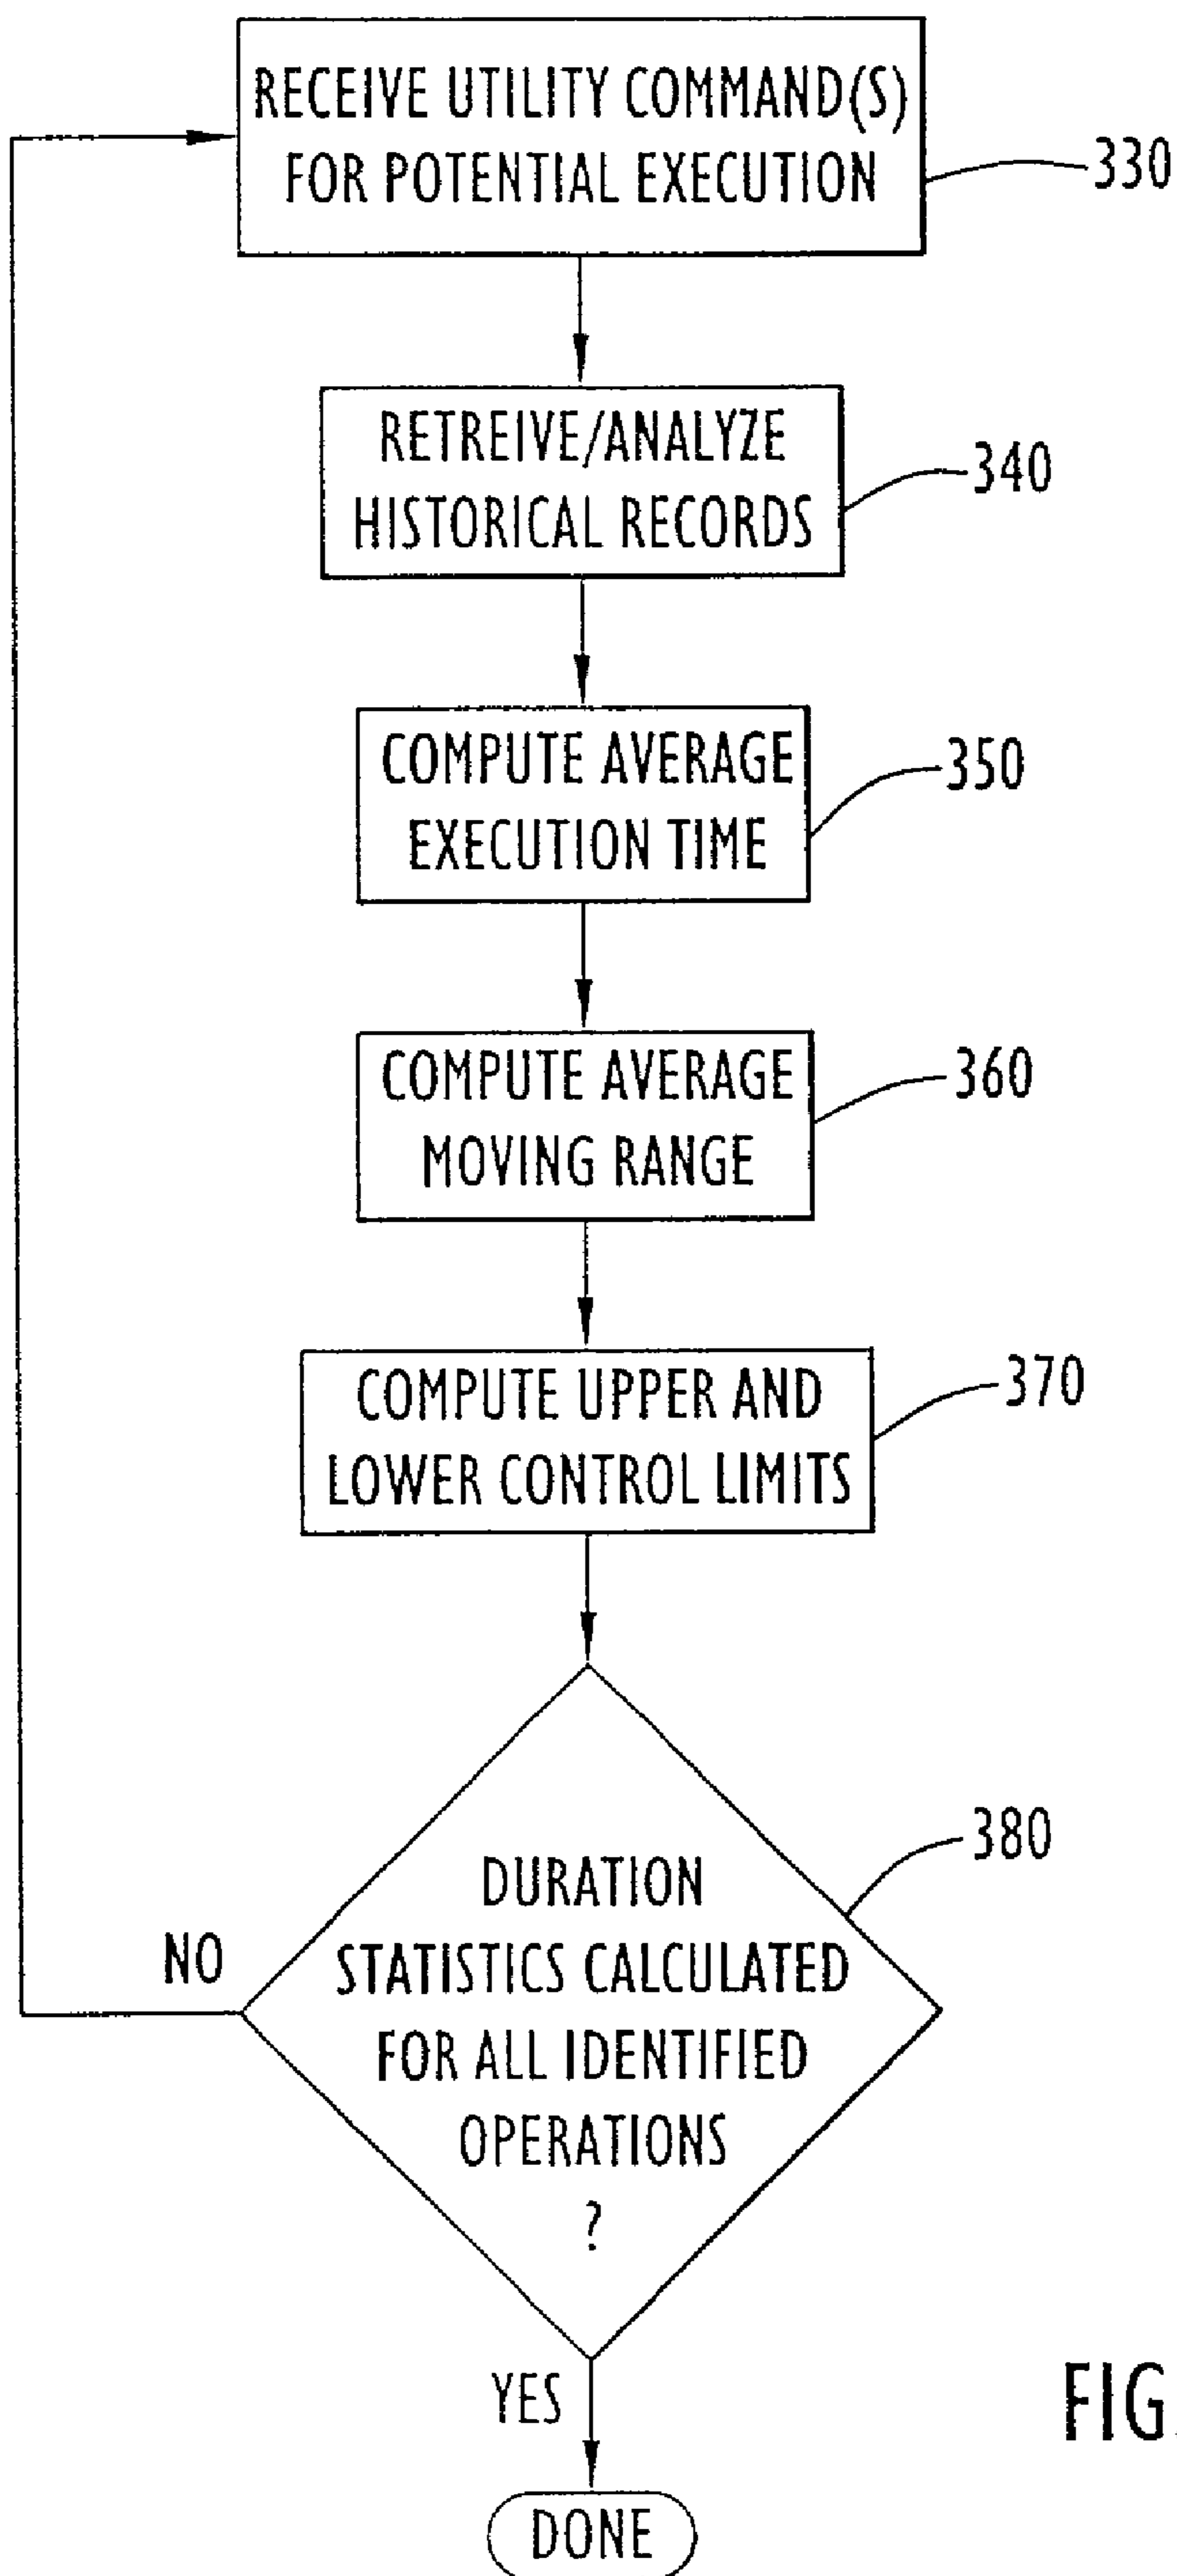 RECEIVE UTILITY COMMAND(S)
FOR POTENTIAL EXECUTION
330
RETREIVE/ANALYZE
HISTORICAL RECORDS
340
COMPUTE AVERAGE
EXECUTION TIME
350
COMPUTE AVERAGE
MOVING RANGE
360
COMPUTE UPPER AND
LOWER CONTROL LIMITS
370
DURATION
STATISTICS CALCULATED
FOR ALL IDENTIFIED
OPERATIONS
?
380
NO
YES
DONE
FIG.